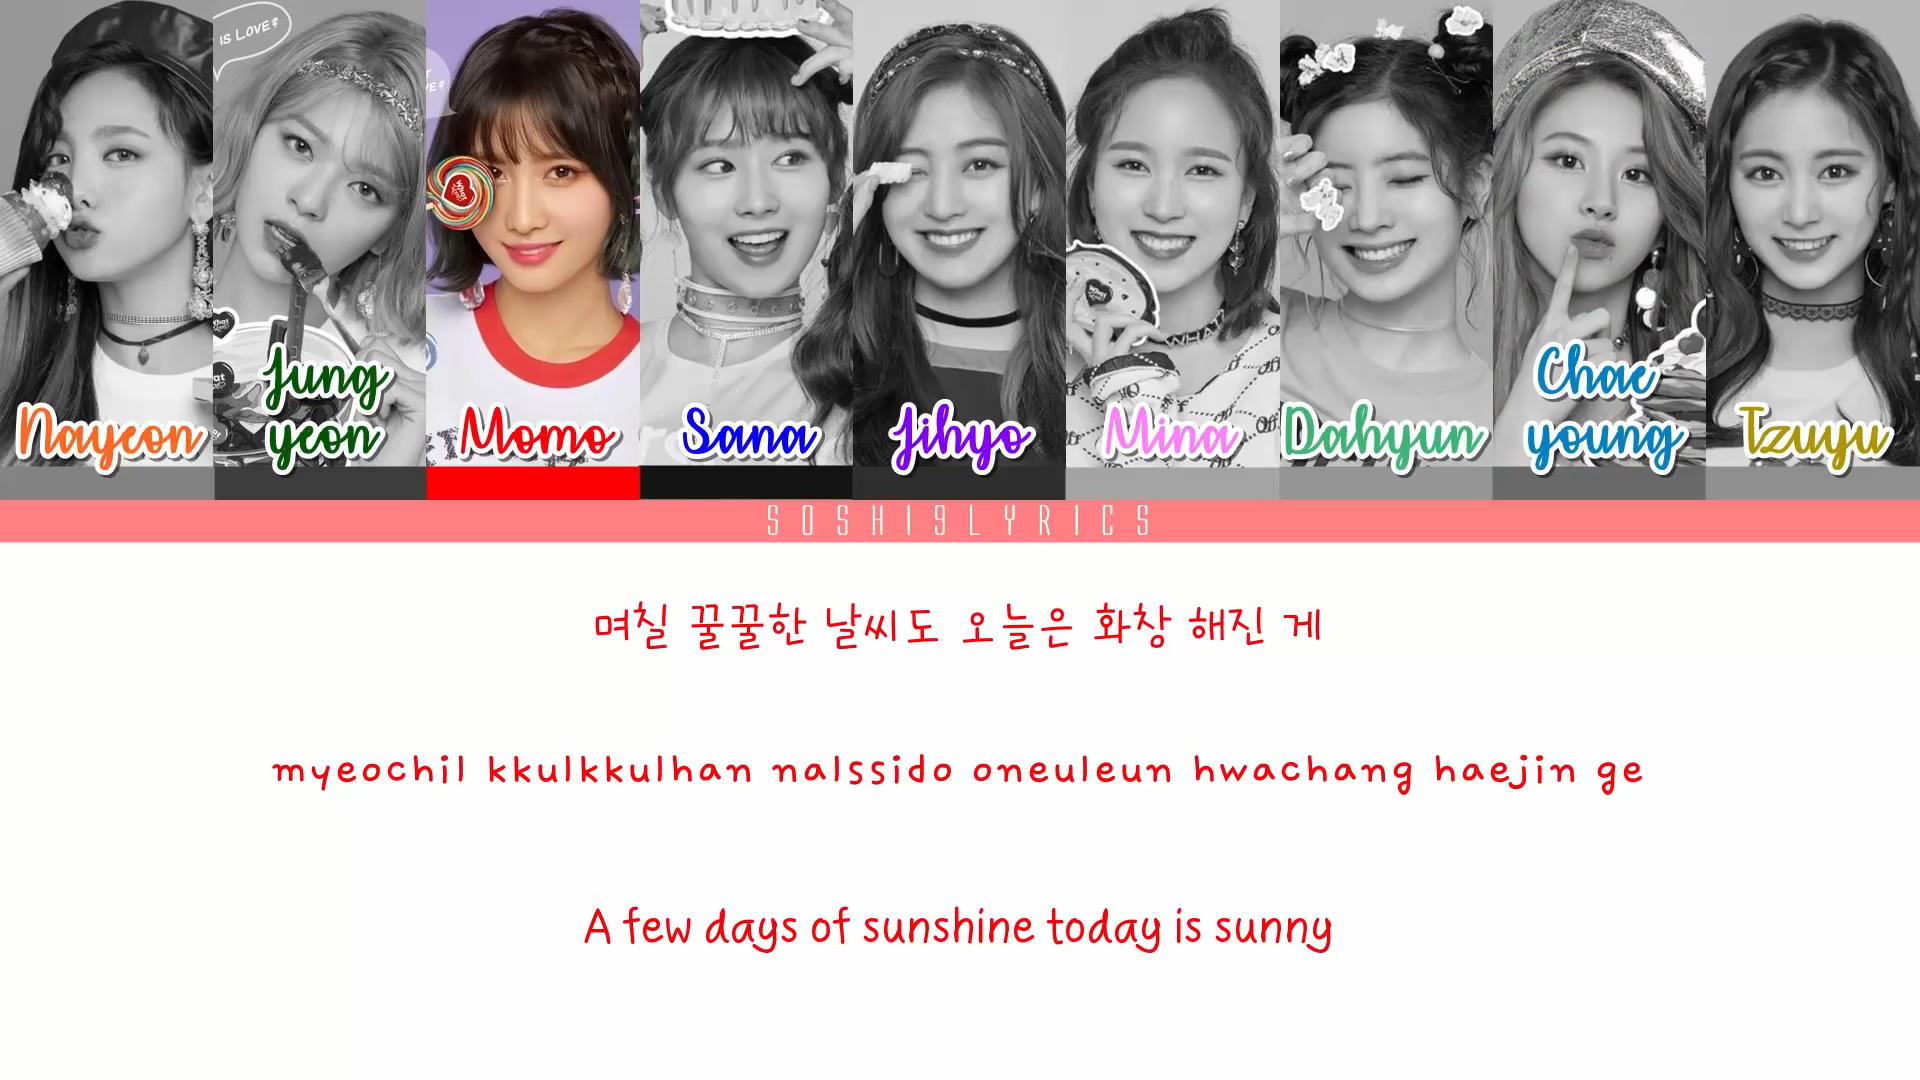 IS LOVE?
Nayeon
Jung
yeon
Momo
Sana
Jihyo
Mina
Dahyun
Chae
young
Tzuyu
SOSHI9LYRICS
며칠 꿀꿀한 날씨도 오늘은 화창 해진 게
myeochil kkulkkulhan nalssido oneuleun hwachang haejin ge
A few days of sunshine today is sunny